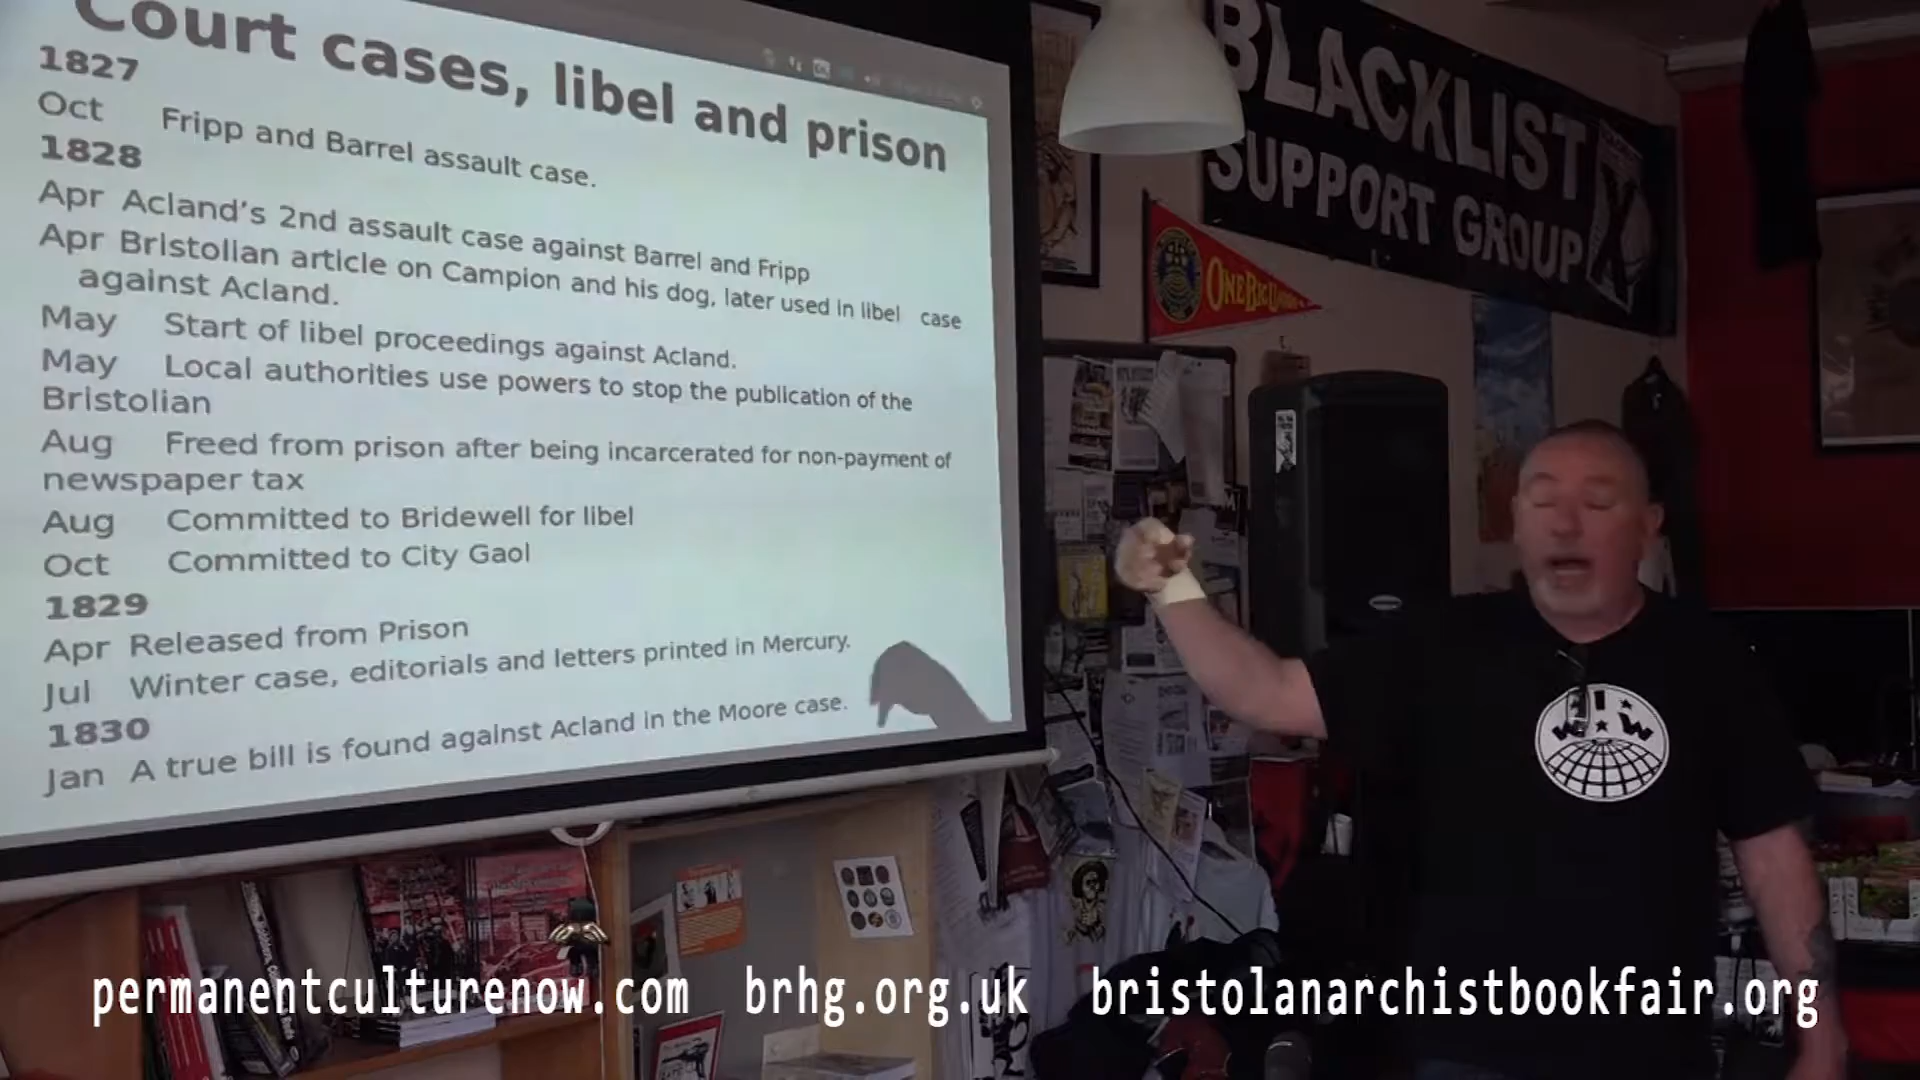 Court cases, libel and prison
1827
Oct Fripp and Barrel assault case.
1828
Apr Acland's 2nd assault case against Barrel and Fripp
Apr Bristolian article on Campion and his dog, later used in libel case
against Acland.
May Start of libel proceedings against Acland.
May Local authorities use powers to stop the publication of the
Bristolian
Aug Freed from prison after being incarcerated for non-payment of
newspaper tax
Aug Committed to Bridewell for libel
Oct Committed to City Gaol
1829
Apr Released from Prison
Jul Winter case, editorials and letters printed in Mercury.
1830
Jan A true bill is found against Acland in the Moore case.
BLACKLIST
SUPPORT GROUP
ONE BIG
IWW
permanentculturenow.com brhg.org.uk bristolanarchistbookfair.org